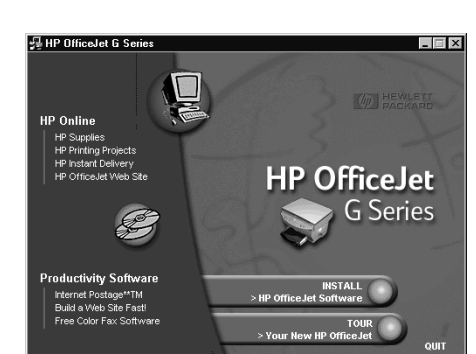 HP OfficeJet G Series
HEWLETT
PACKARD
HP Online
HP Supplies
HP Printing Projects
HP Instant Delivery
HP OfficeJet Web Site
HP OfficeJet
G Series
Productivity Software
Internet Postage**TM
Build a Web Site Fast!
Free Color Fax Software
INSTALL
> HP OfficeJet Software
TOUR
> Your New HP OfficeJet
QUIT